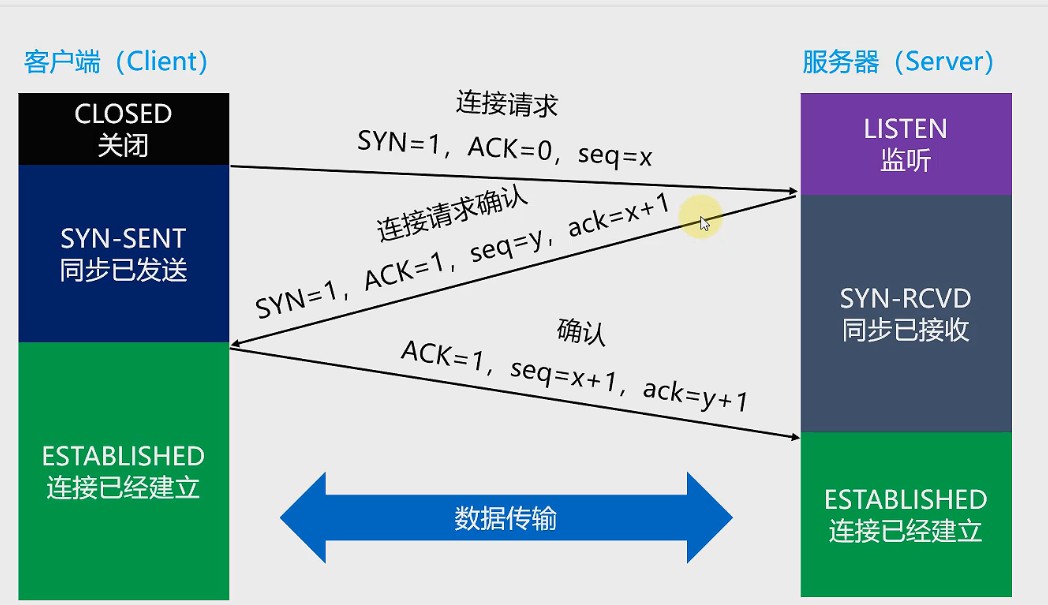 客户端（Client）
服务器（Server）
CLOSED
关闭
连接请求
SYN=1，ACK=0，seq=x
LISTEN
监听
SYN-SENT
同步已发送
连接请求确认
SYN=1，ACK=1，seq=y，ack=x+1
SYN-RCVD
同步已接收
确认
ACK=1，seq=x+1，ack=y+1
ESTABLISHED
连接已经建立
数据传输
ESTABLISHED
连接已经建立